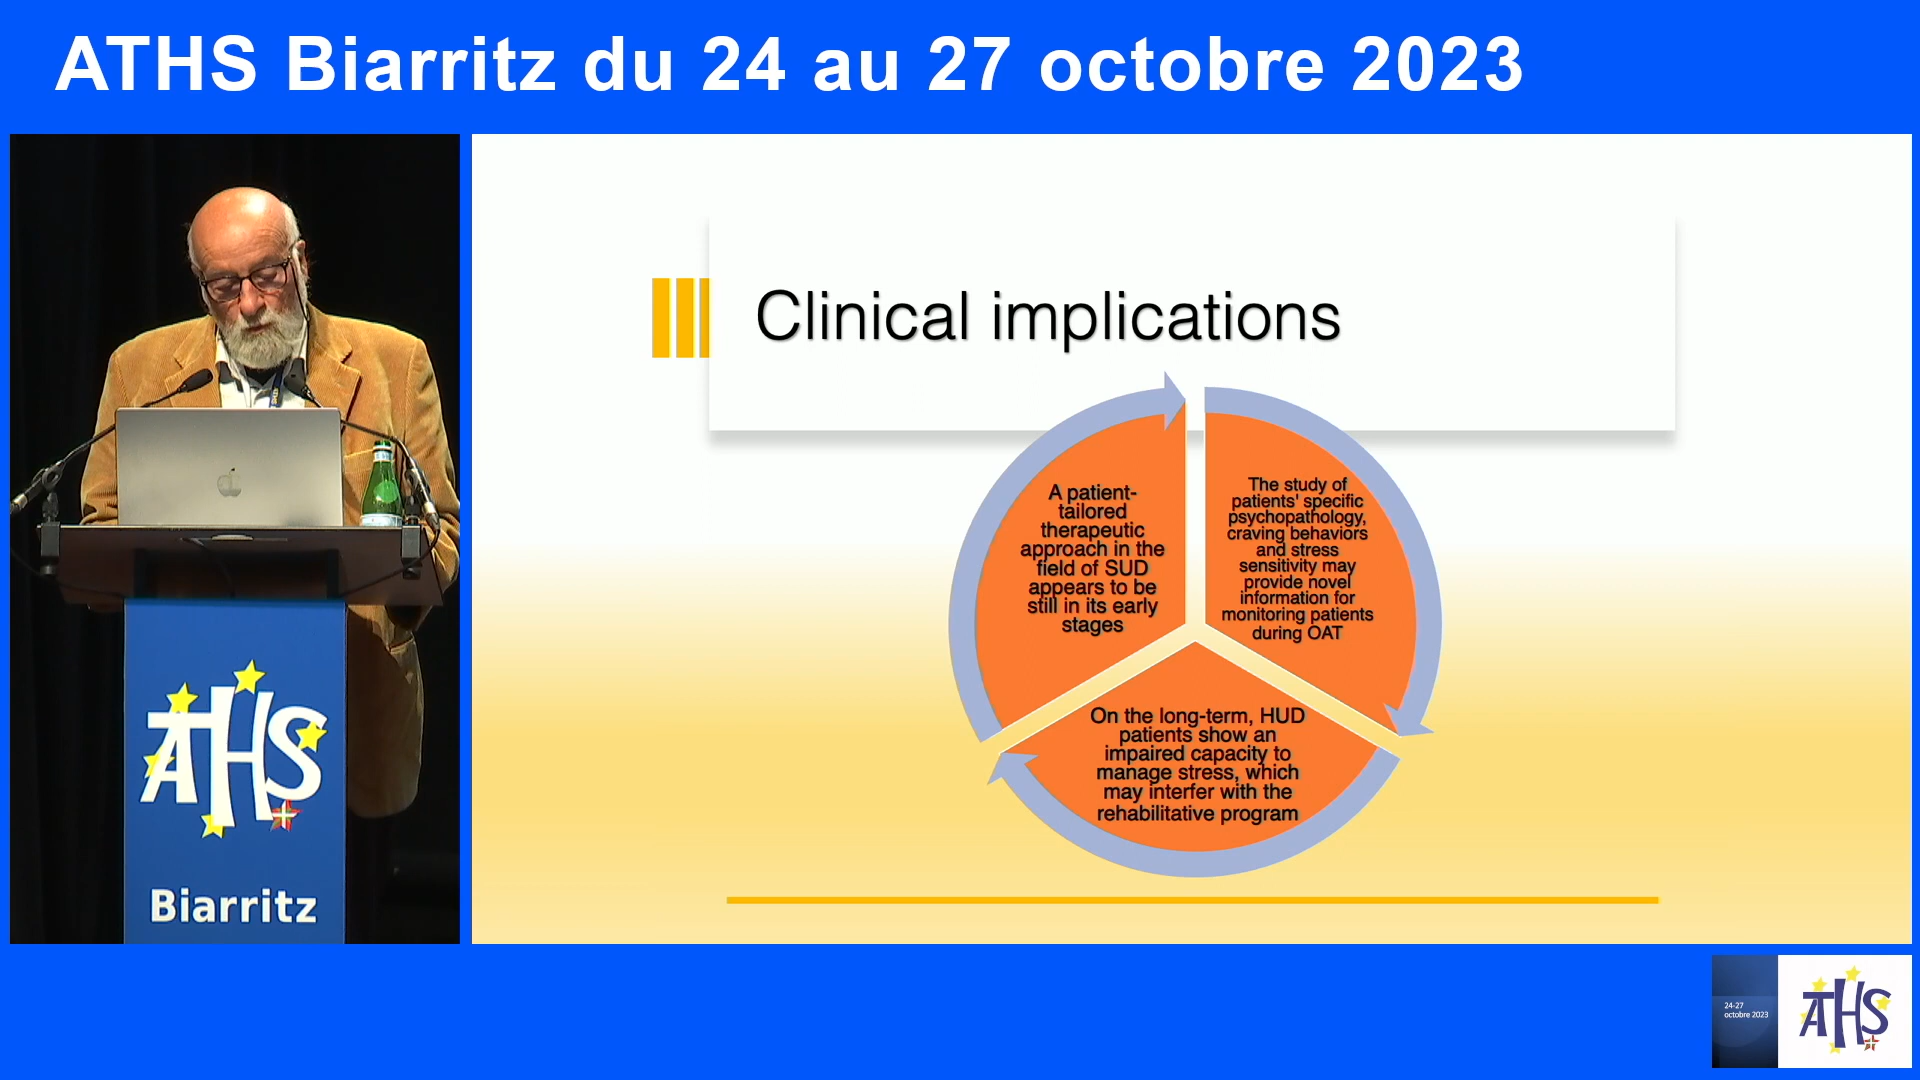 ATHS Biarritz du 24 au 27 octobre 2023
Clinical implications
A patient-
tailored
therapeutic
approach in the
field of SUD
appears to be
still in its early
stages
The study of
patients' specific
psychopathology,
craving behaviors
and stress
sensitivity may
provide novel
information for
monitoring patients
during OAT
On the long-term, HUD
patients show an
impaired capacity to
manage stress, which
may interfer with the
rehabilitative program
ATHS
Biarritz
24-27
octobre 2023
ATHS